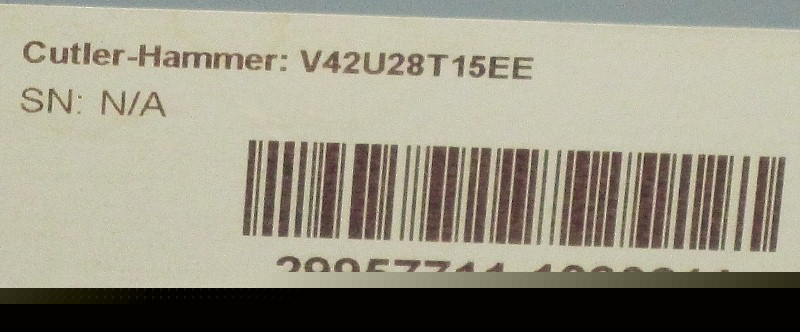 Cutler-Hammer: V42U28T15EE
SN: N/A